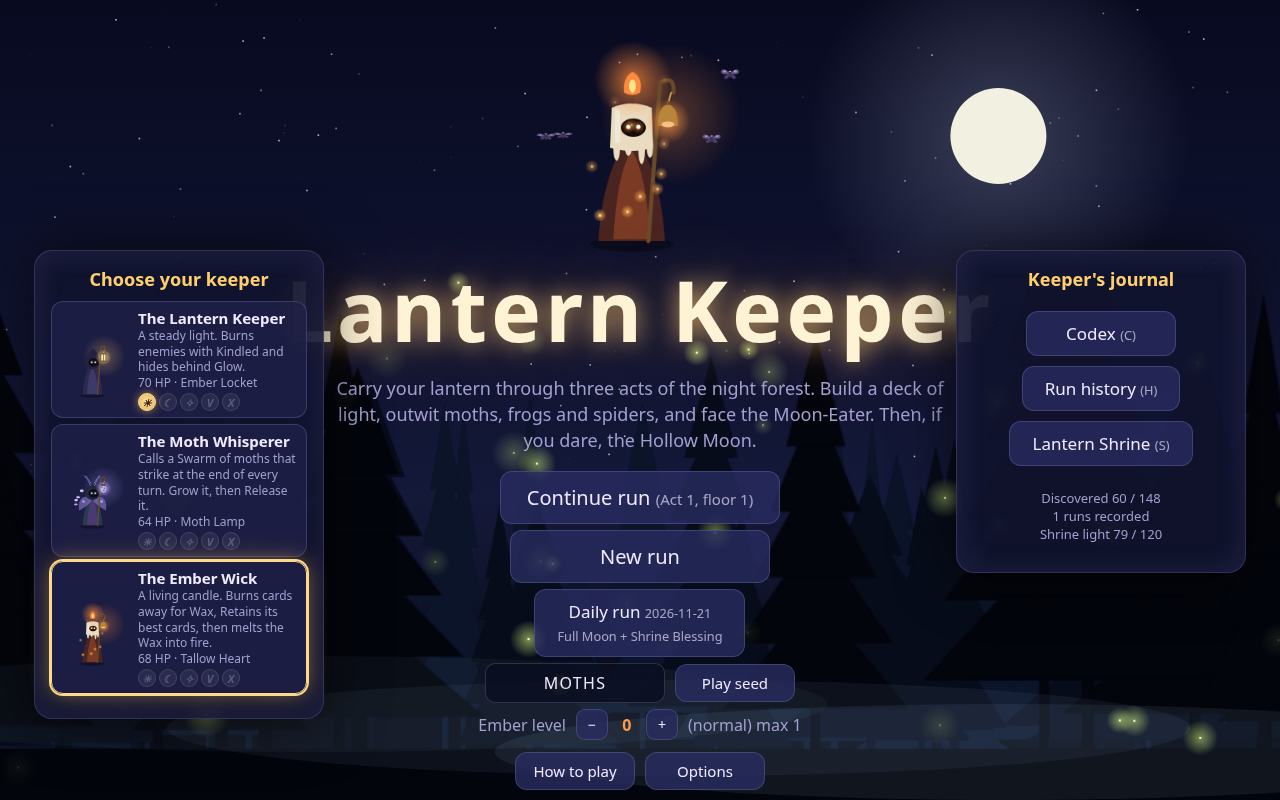 Lantern Keeper
Carry your lantern through three acts of the night forest. Build a deck of
light, outwit moths, frogs and spiders, and face the Moon-Eater. Then, if
you dare, the Hollow Moon.
Choose your keeper
The Lantern Keeper
A steady light. Burns
enemies with Kindled and
hides behind Glow.
70 HP · Ember Locket
V X
The Moth Whisperer
Calls a Swarm of moths that
strike at the end of every
turn. Grow it, then Release
it.
64 HP · Moth Lamp
V X
The Ember Wick
A living candle. Burns cards
away for Wax, Retains its
best cards, then melts the
Wax into fire.
68 HP · Tallow Heart
V X
Continue run (Act 1, floor 1)
New run
Daily run 2026-11-21
Full Moon + Shrine Blessing
MOTHS
Play seed
Ember level − 0 + (normal) max 1
How to play
Options
Keeper's journal
Codex (C)
Run history (H)
Lantern Shrine (S)
Discovered 60 / 148
1 runs recorded
Shrine light 79 / 120